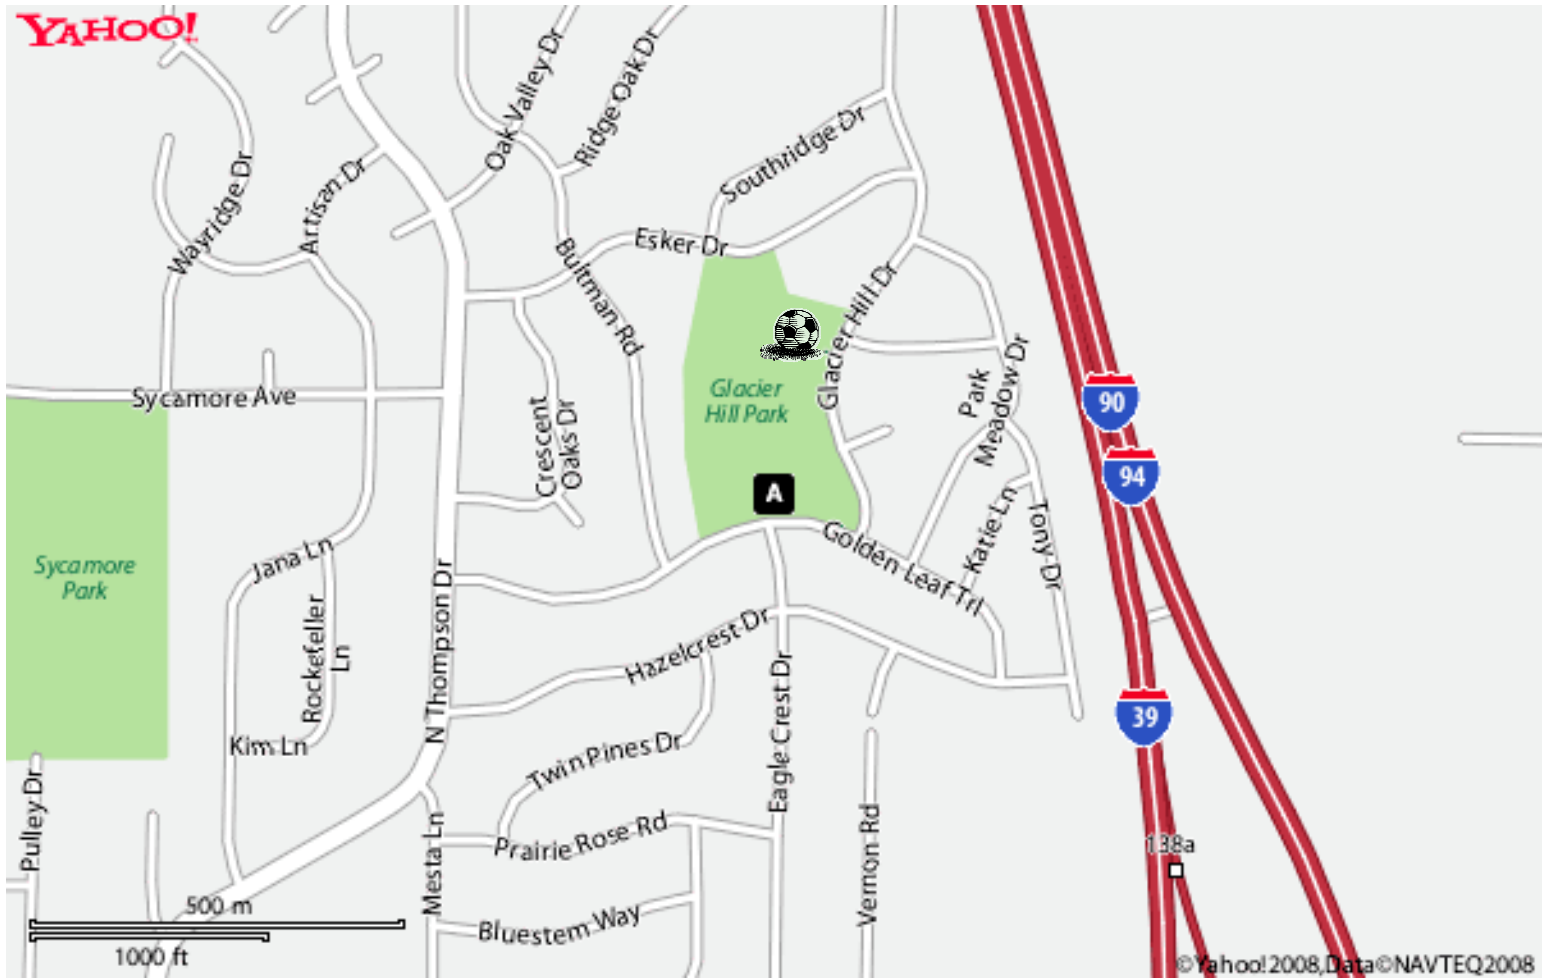 YAHOO!
Oak Valley Dr
Ridge Oak Dr
Southridge Dr
Wayridge Dr
Artisan Dr
Esker Dr
Bultman Rd
Glacier Hill Dr
Sycamore Ave
Crescent
Oaks Dr
Glacier
Hill Park
Park
Meadow Dr
90
94
A
Sycamore
Park
Jana Ln
Rockefeller
Ln
Kim Ln
N Thompson Dr
Golden Leaf Trl
Katie Ln
Tony Dr
Hazelcrest Dr
39
Twin Pines Dr
Eagle Crest Dr
Pulley Dr
Mesta Ln
Prairie Rose Rd
Vernon Rd
138a
Bluestem Way
500 m
1000 ft
©Yahoo!2008,Data©NAVTEQ2008